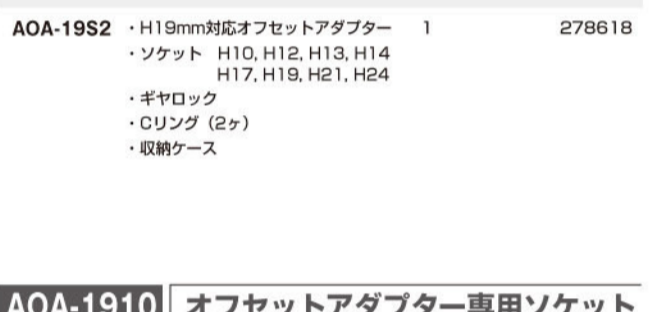 AOA-19S2 ・H19mm対応オフセットアダプター 1 278618
・ソケット H10, H12, H13, H14
H17, H19, H21, H24
・ギヤロック
・Cリング（2ヶ）
・収納ケース
AOA-1910 オフセットアダプター専用ソケット